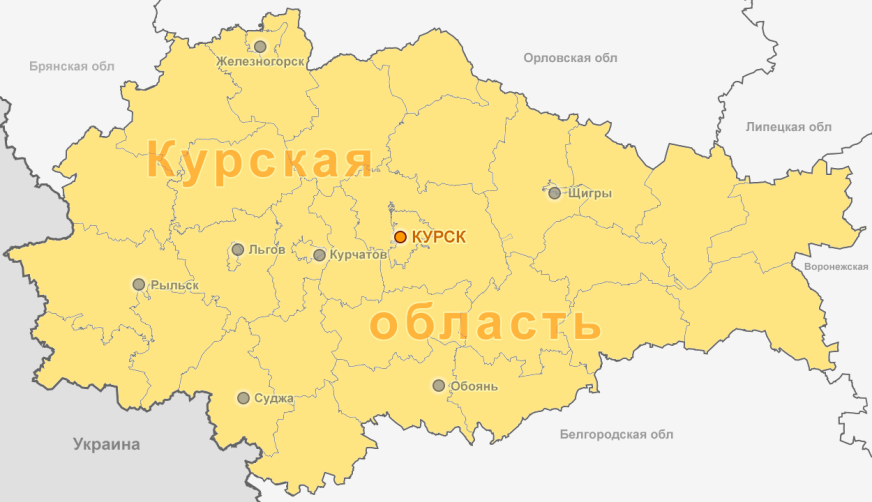 Орловская обл
Железногорск
Брянская обл
Липецкая обл
Курская
Щигры
КУРСК
Льгов
Курчатов
Воронежская
Рыльск
область
Обоянь
Суджа
Белгородская обл
Украина